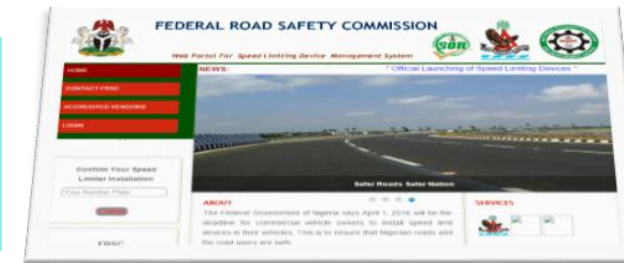 FEDERAL ROAD SAFETY COMMISSION
Web Portal For Speed Limiting Device Management System
SON
HOME
CONTACT FRSC
ACCREDITED VENDORS
LOGIN
NEWS:
" Official Launching of Speed Limiting Devices "
Safer Roads Safer Nation
Confirm Your Speed
Limiter Installation
Your Number Plate
ABOUT
The Federal Government of Nigeria says April 1, 2016 will be the
deadline for commercial vehicle owners to install speed limit
devices in their vehicles. This is to ensure that Nigerian roads and
the road users are safe
SERVICES
FRSC